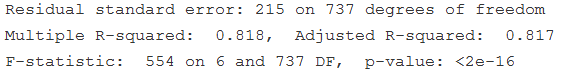 Residual standard error: 215 on 737 degrees of freedom
Multiple R-squared:  0.818,  Adjusted R-squared:  0.817
F-statistic:  554 on 6 and 737 DF,  p-value: <2e-16